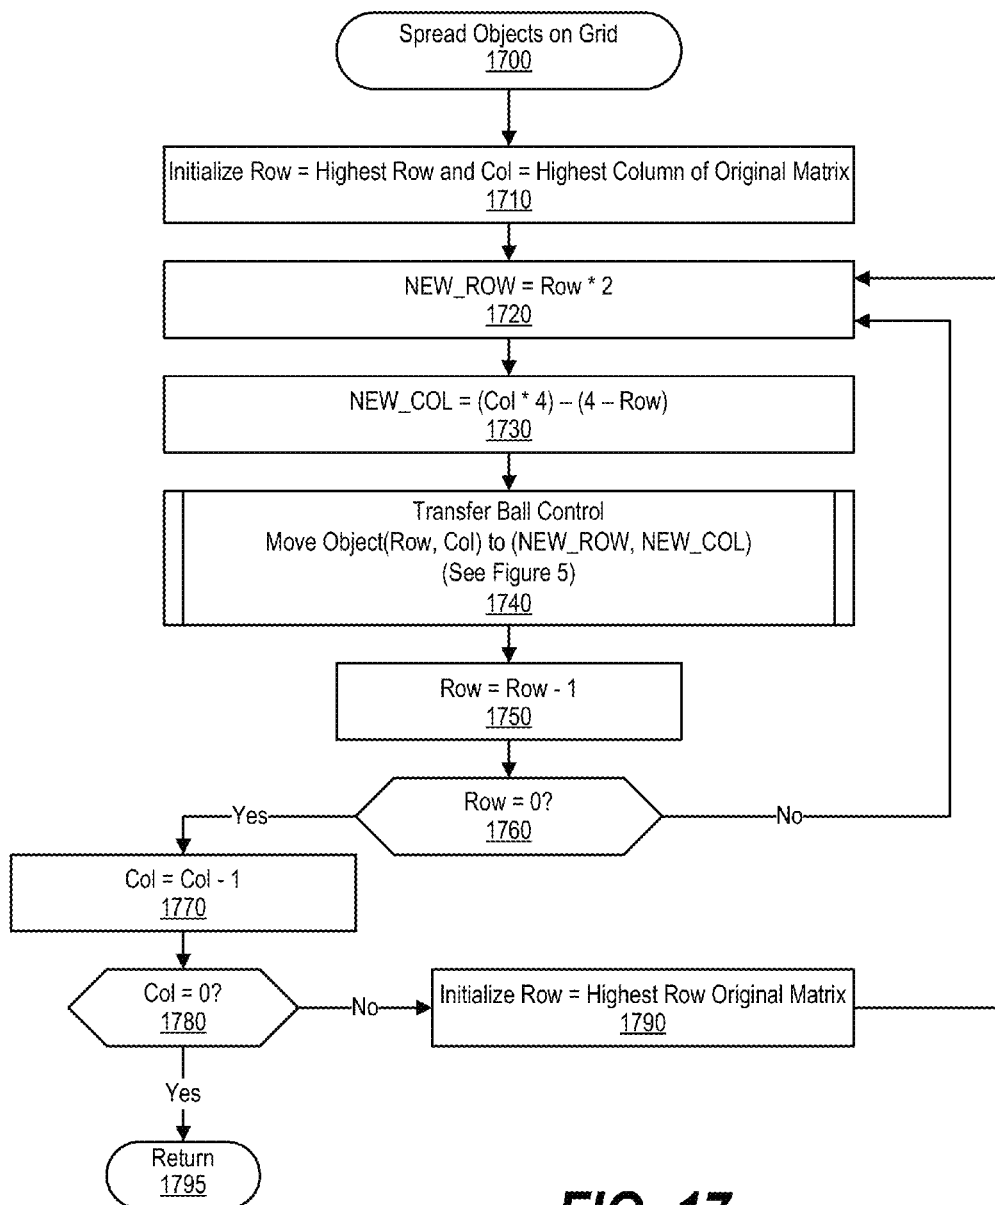 Spread Objects on Grid
1700
Initialize Row = Highest Row and Col = Highest Column of Original Matrix
1710
NEW_ROW = Row * 2
1720
NEW_COL = (Col * 4) – (4 – Row)
1730
Transfer Ball Control
Move Object(Row, Col) to (NEW_ROW, NEW_COL)
(See Figure 5)
1740
Row = Row - 1
1750
Row = 0?
1760
Yes
No
Col = Col - 1
1770
Col = 0?
1780
No
Initialize Row = Highest Row Original Matrix
1790
Yes
Return
1795
FIG. 17